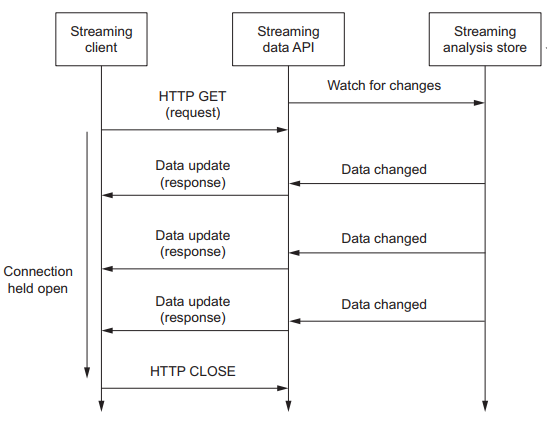 Streaming
client
Streaming
data API
Streaming
analysis store
Watch for changes
HTTP GET
(request)
Data update
(response)
Data changed
Data update
(response)
Data changed
Connection
held open
Data update
(response)
Data changed
HTTP CLOSE